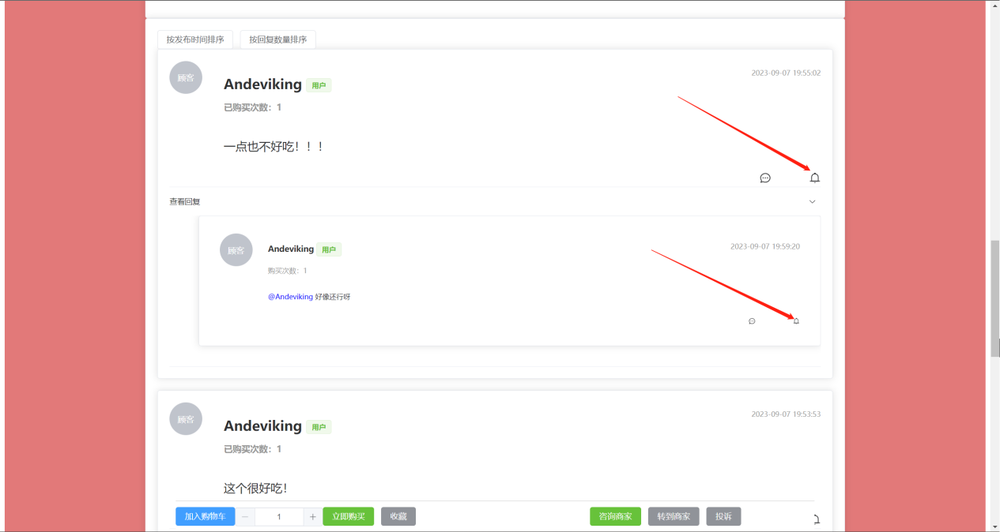 按发布时间排序 按回复数量排序
顾客
Andeviking 用户
2023-09-07 19:55:02
已购买次数：1
一点也不好吃！！！
查看回复
顾客
Andeviking 用户
2023-09-07 19:59:20
购买次数：1
@Andeviking 好像还行呀
顾客
Andeviking 用户
2023-09-07 19:53:53
已购买次数：1
这个很好吃！
加入购物车 − 1 + 立即购买 收藏 咨询商家 转到商家 投诉